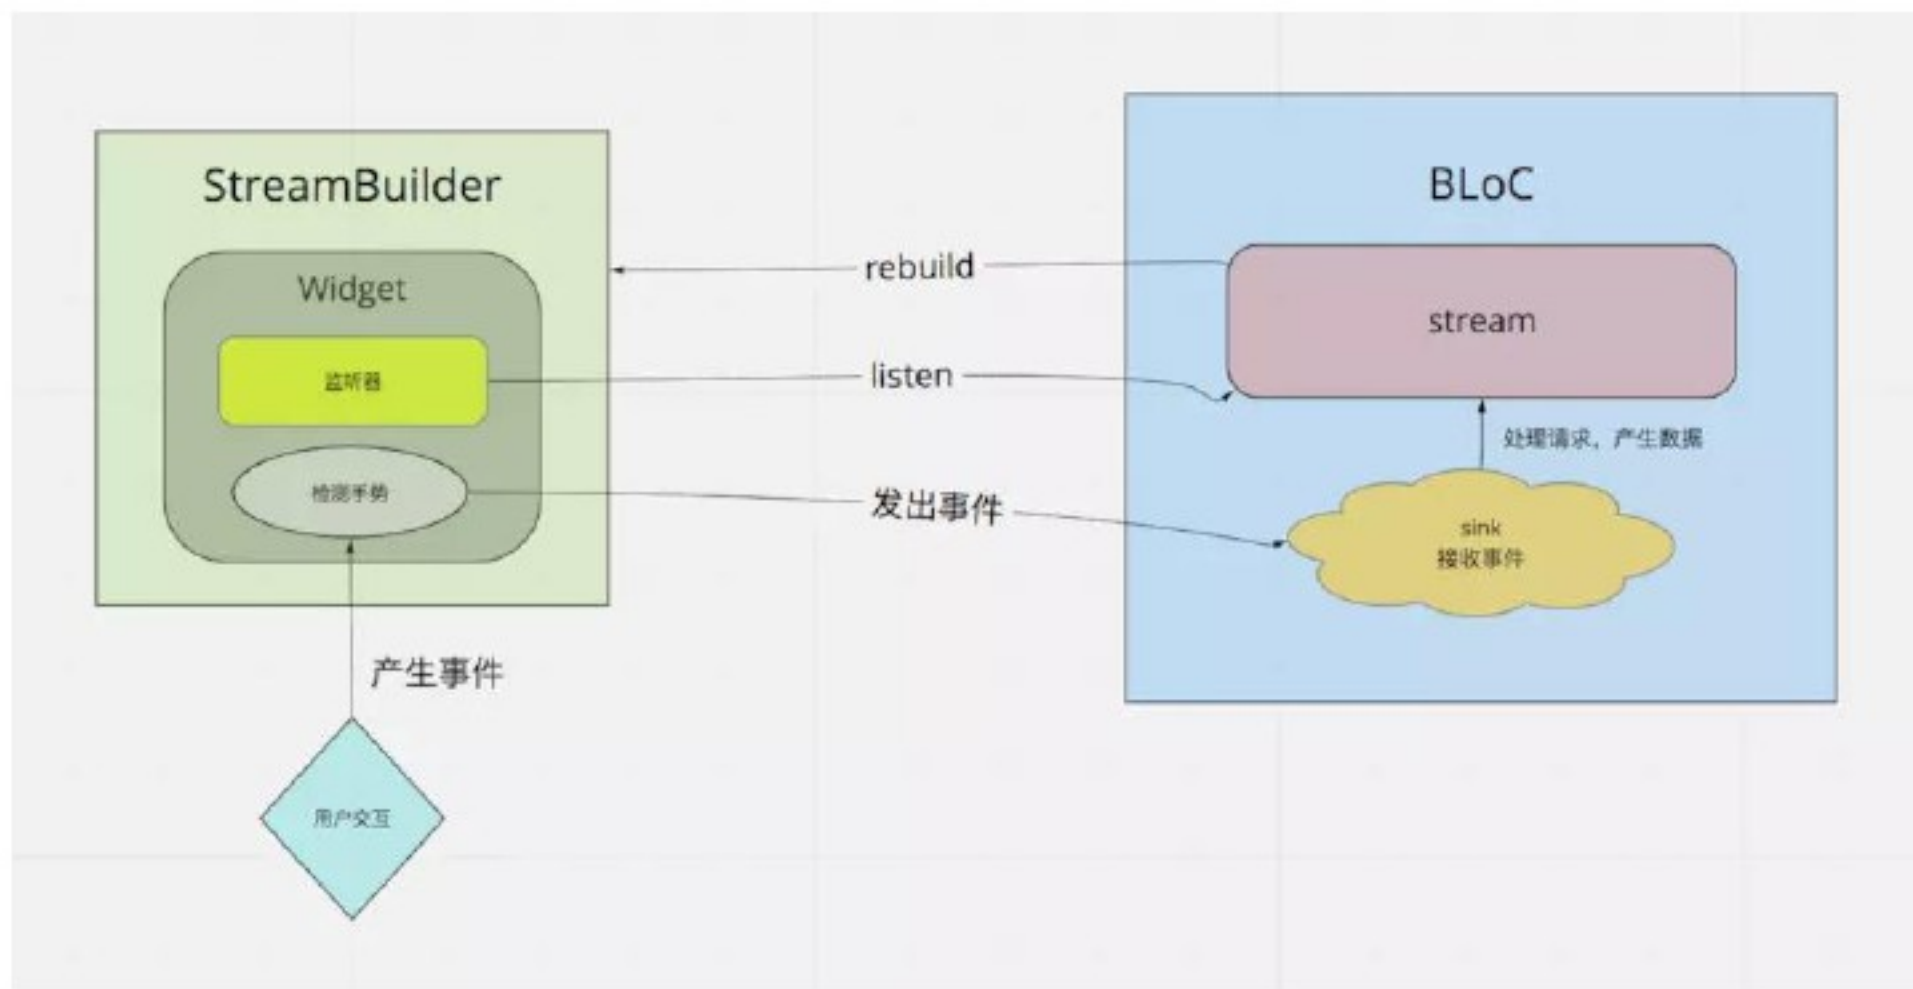 StreamBuilder
BLoC
Widget
rebuild
stream
监听器
listen
处理请求，产生数据
检测手势
发出事件
sink
接收事件
产生事件
用户交互